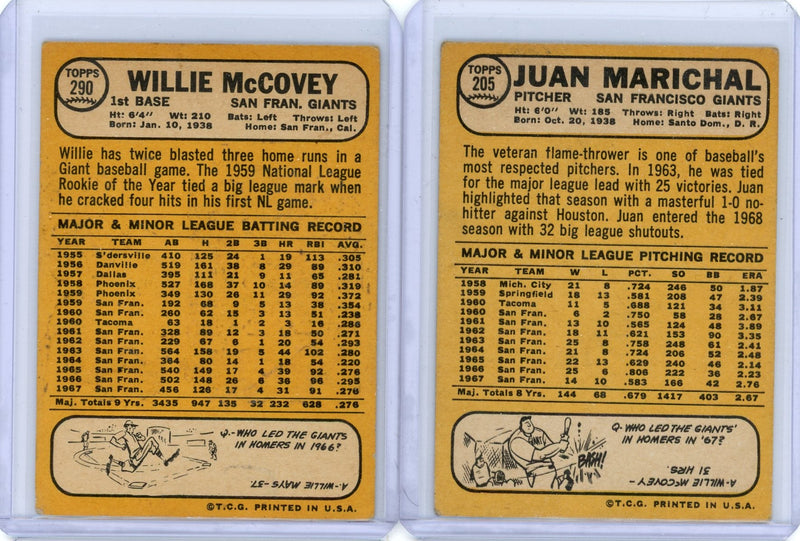 TOPPS
290
WILLIE McCOVEY
1st BASE SAN FRAN. GIANTS
Ht: 6'4" Wt: 210 Bats: Left Throws: Left
Born: Jan. 10, 1938 Home: San Fran., Cal.
Willie has twice blasted three home runs in a
Giant baseball game. The 1959 National League
Rookie of the Year tied a big league mark when
he cracked four hits in his first NL game.
MAJOR & MINOR LEAGUE BATTING RECORD
YEAR TEAM AB H 2B 3B HR RBI AVG.
1955 S'dersville 410 125 24 1 19 113 .305
1956 Danville 519 161 38 8 29 89 .310
1957 Dallas 395 111 21 9 11 65 .281
1958 Phoenix 527 168 37 10 14 89 .319
1959 Phoenix 349 130 26 11 29 92 .372
1959 San Fran. 192 68 9 5 13 38 .354
1960 San Fran. 260 62 15 3 13 51 .238
1960 Tacoma 63 18 1 2 3 16 .286
1961 San Fran. 328 89 12 3 18 50 .271
1962 San Fran. 229 67 6 1 20 54 .293
1963 San Fran. 564 158 19 5 44 102 .280
1964 San Fran. 364 80 14 1 18 54 .220
1965 San Fran. 540 149 17 4 39 92 .276
1966 San Fran. 502 148 26 6 36 96 .295
1967 San Fran. 456 126 17 4 31 91 .276
Maj. Totals 9 Yrs. 3435 947 135 32 232 628 .276
Q.-WHO LED THE GIANTS
IN HOMERS IN 1966?
A.-WILLIE MAYS-37.
©T.C.G. PRINTED IN U.S.A.
TOPPS
205
JUAN MARICHAL
PITCHER SAN FRANCISCO GIANTS
Ht: 6'0" Wt: 185 Throws: Right Bats: Right
Born: Oct. 20, 1938 Home: Santo Dom., D. R.
The veteran flame-thrower is one of baseball's
most respected pitchers. In 1963, he was tied
for the major league lead with 25 victories. Juan
highlighted that season with a masterful 1-0 no-
hitter against Houston. Juan entered the 1968
season with 32 big league shutouts.
MAJOR & MINOR LEAGUE PITCHING RECORD
YEAR TEAM W L PCT. SO BB ERA
1958 Mich. City 21 8 .724 246 50 1.87
1959 Springfield 18 13 .581 208 47 2.39
1960 Tacoma 11 5 .688 121 34 3.11
1960 San Fran. 6 2 .750 58 28 2.67
1961 San Fran. 13 10 .565 124 48 3.89
1962 San Fran. 18 11 .621 153 90 3.35
1963 San Fran. 25 8 .758 248 61 2.41
1964 San Fran. 21 8 .724 206 52 2.48
1965 San Fran. 22 13 .629 240 46 2.14
1966 San Fran. 25 6 .806 222 36 2.23
1967 San Fran. 14 10 .583 166 42 2.76
Maj. Totals 8 Yrs. 144 68 .679 1417 403 2.67
Q-WHO LED THE GIANTS'
IN HOMERS IN '67?
BASH!
A-WILLIE McCOVEY-
31 HRS.
©T.C.G. PRINTED IN U.S.A.